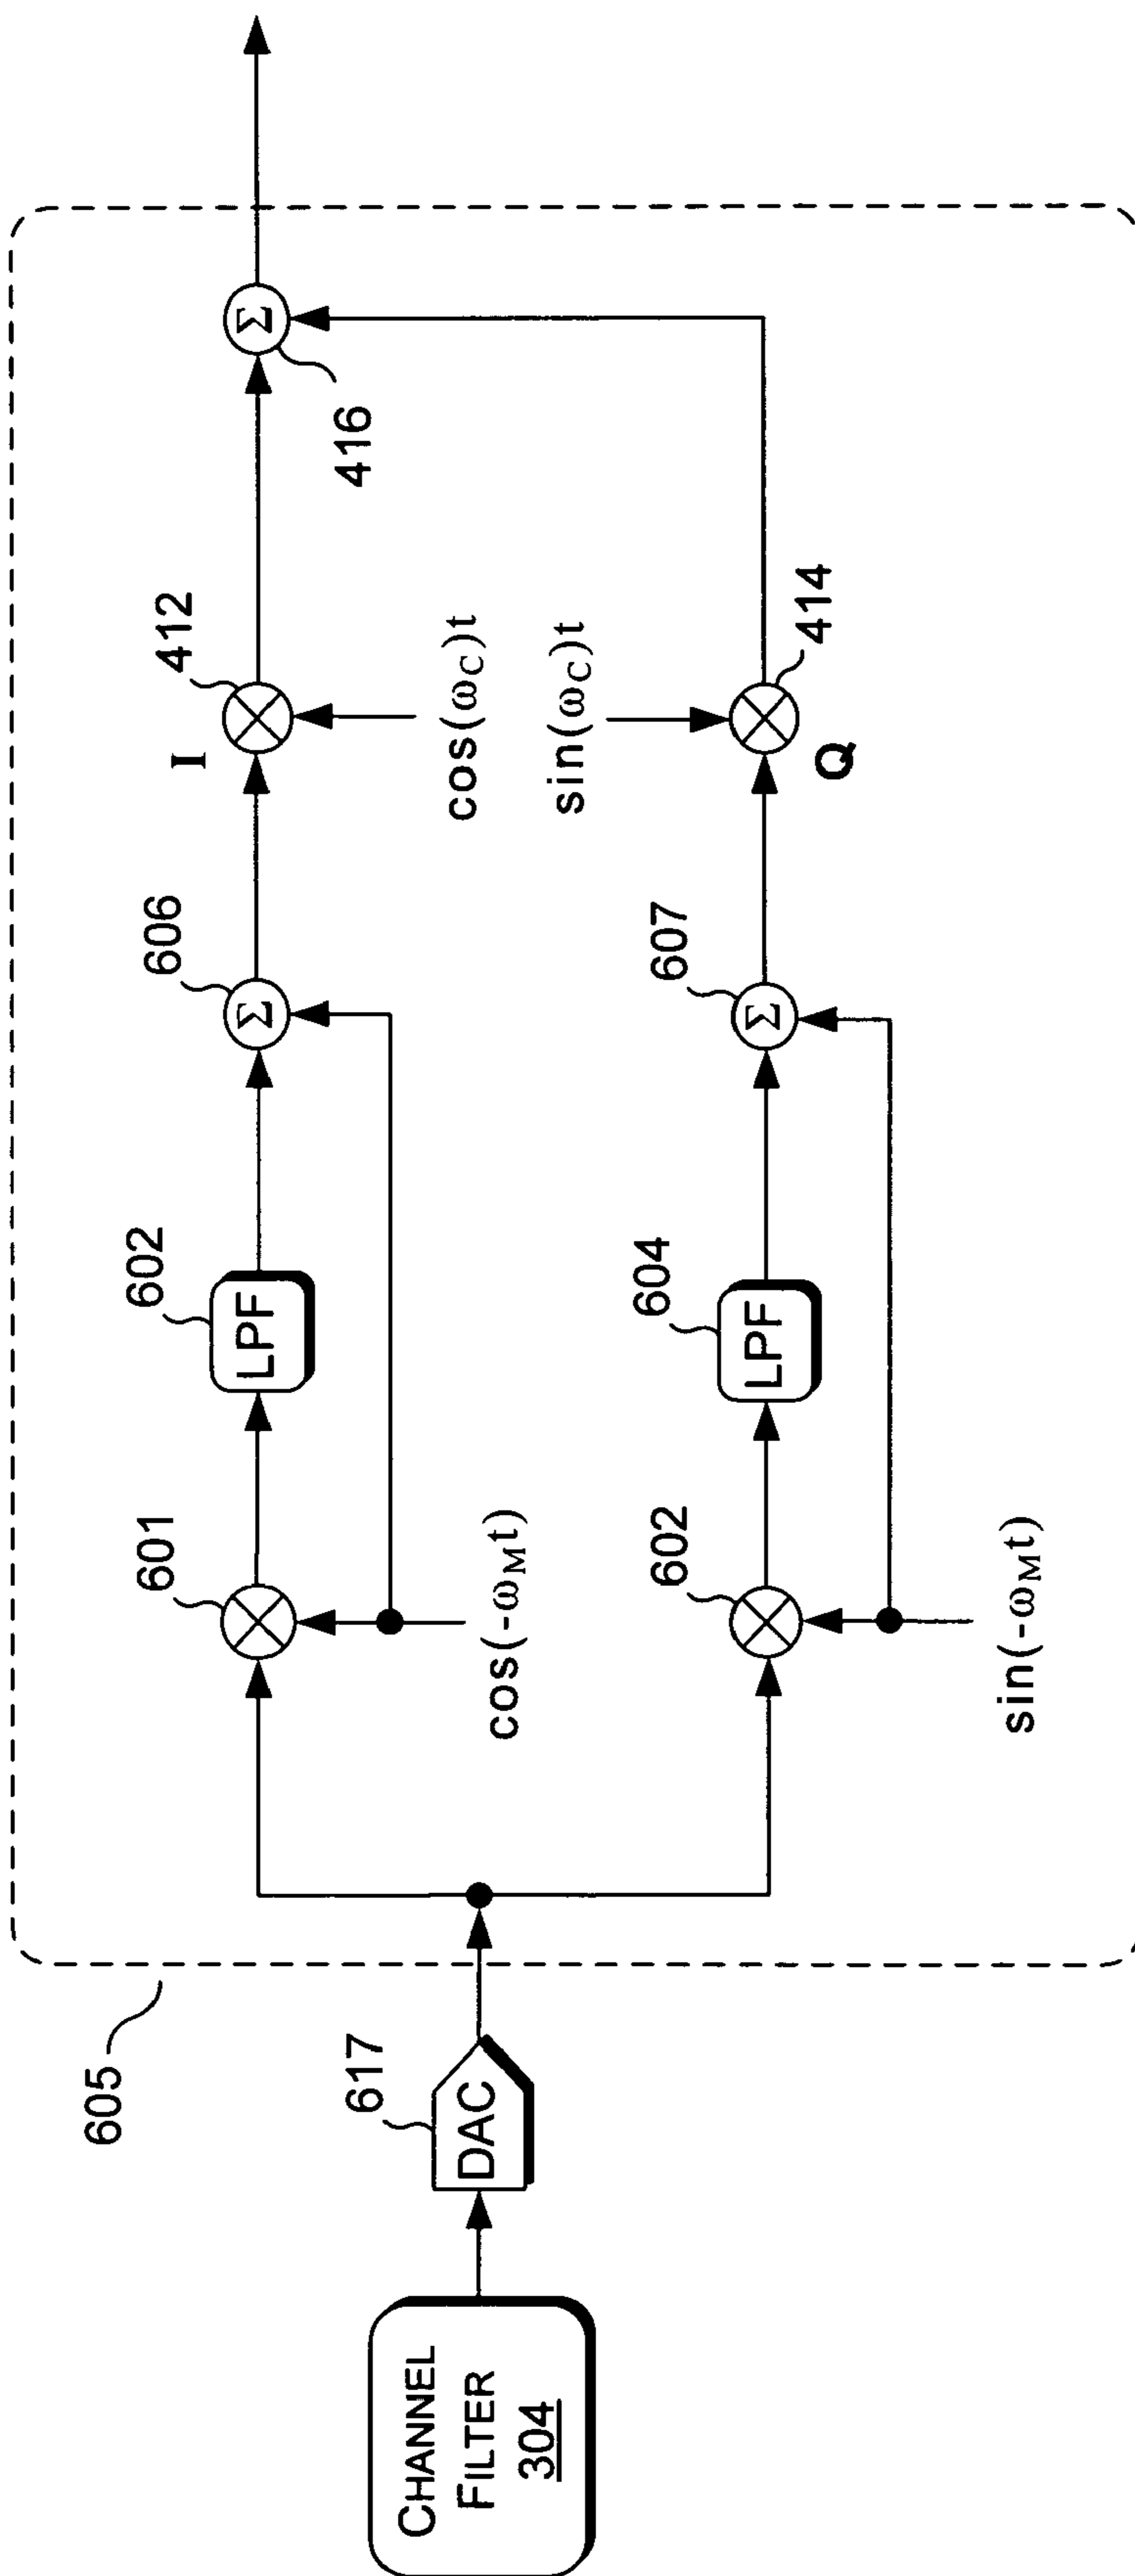 CHANNEL
FILTER
304
DAC
617
605
601
cos(-ωMt)
602
sin(-ωMt)
LPF
602
LPF
604
Σ
606
Σ
607
I
412
cos(ωC)t
sin(ωC)t
Q
414
Σ
416